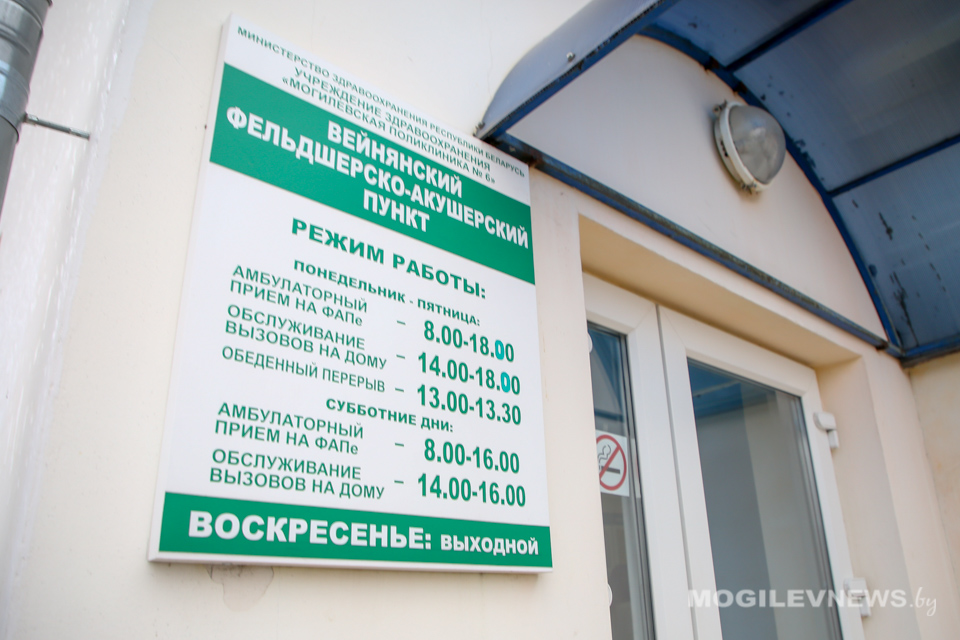 МИНИСТЕРСТВО ЗДРАВООХРАНЕНИЯ РЕСПУБЛИКИ БЕЛАРУСЬ
УЧРЕЖДЕНИЕ ЗДРАВООХРАНЕНИЯ
«МОГИЛЕВСКАЯ ПОЛИКЛИНИКА № 6»
ВЕЙНЯНСКИЙ
ФЕЛЬДШЕРСКО-АКУШЕРСКИЙ
ПУНКТ
РЕЖИМ РАБОТЫ:
ПОНЕДЕЛЬНИК - ПЯТНИЦА:
АМБУЛАТОРНЫЙ
ПРИЕМ НА ФАПе – 8.00-18.00
ОБСЛУЖИВАНИЕ
ВЫЗОВОВ НА ДОМУ – 14.00-18.00
ОБЕДЕННЫЙ ПЕРЕРЫВ – 13.00-13.30
СУББОТНИЕ ДНИ:
АМБУЛАТОРНЫЙ
ПРИЕМ НА ФАПе – 8.00-16.00
ОБСЛУЖИВАНИЕ
ВЫЗОВОВ НА ДОМУ – 14.00-16.00
ВОСКРЕСЕНЬЕ: ВЫХОДНОЙ
MOGILEVNEWS.by